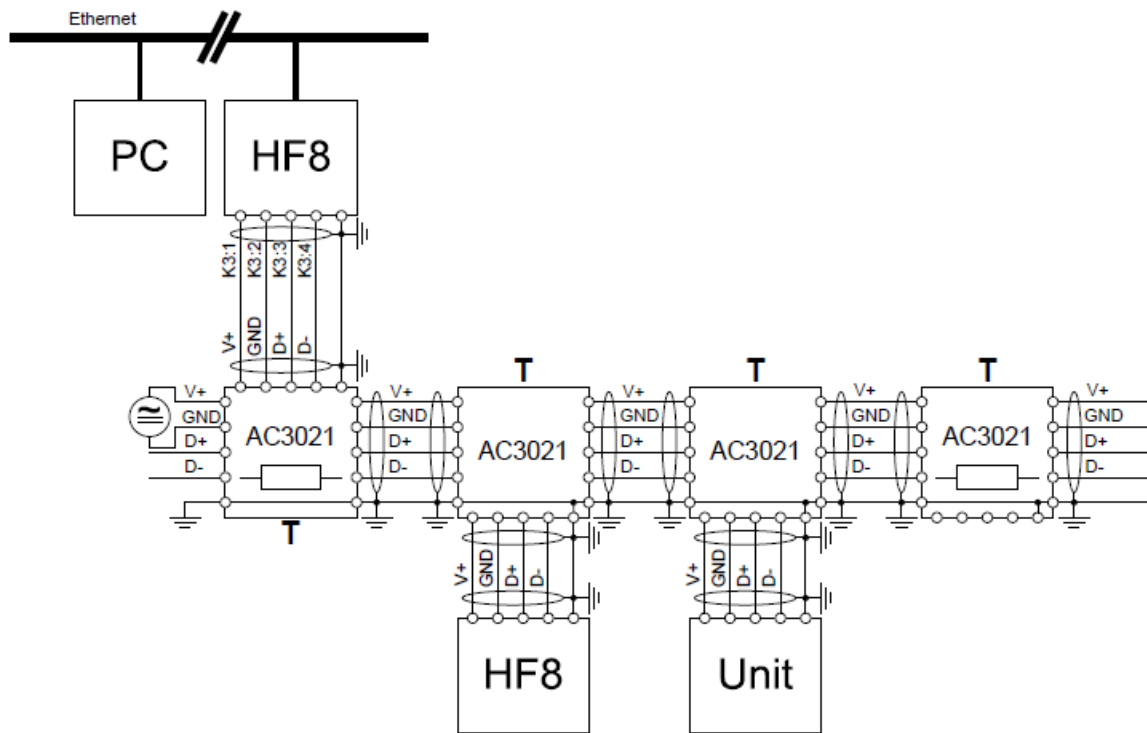 Ethernet
PC
HF8
K3:1
K3:2
K3:3
K3:4
V+
GND
D+
D-
T
T
T
V+
GND
D+
D-
AC3021
V+
GND
D+
D-
AC3021
V+
GND
D+
D-
AC3021
V+
GND
D+
D-
AC3021
V+
GND
D+
D-
T
V+
GND
D+
D-
V+
GND
D+
D-
HF8
Unit